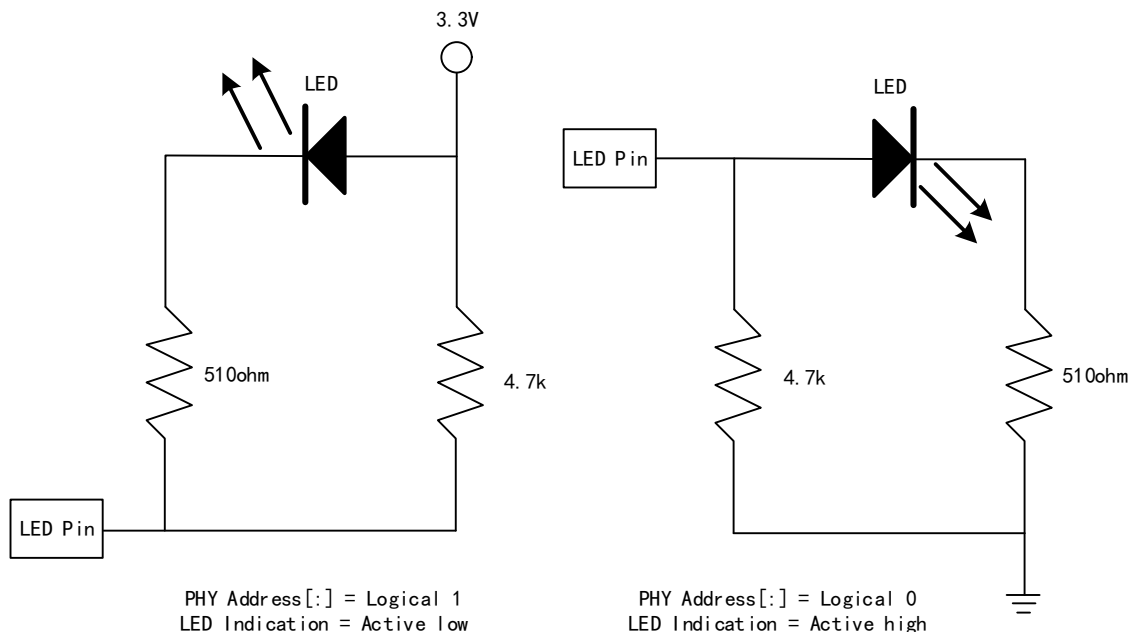 3.3V
LED
510ohm
4.7k
LED Pin
PHY Address[:] = Logical 1
LED Indication = Active low
LED
LED Pin
4.7k
510ohm
PHY Address[:] = Logical 0
LED Indication = Active high